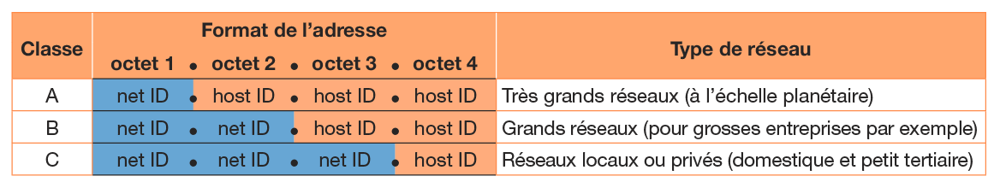 Classe Format de l'adresse Type de réseau
octet 1 • octet 2 • octet 3 • octet 4
A net ID • host ID • host ID • host ID Très grands réseaux (à l'échelle planétaire)
B net ID • net ID • host ID • host ID Grands réseaux (pour grosses entreprises par exemple)
C net ID • net ID • net ID • host ID Réseaux locaux ou privés (domestique et petit tertiaire)